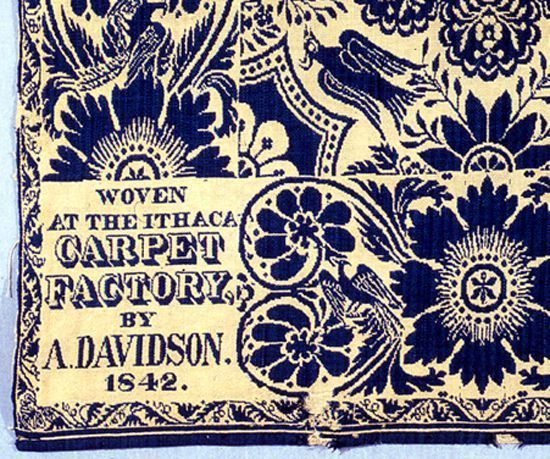 WOVEN
AT THE ITHACA
CARPET
FACTORY,
BY
A. DAVIDSON.
1842.